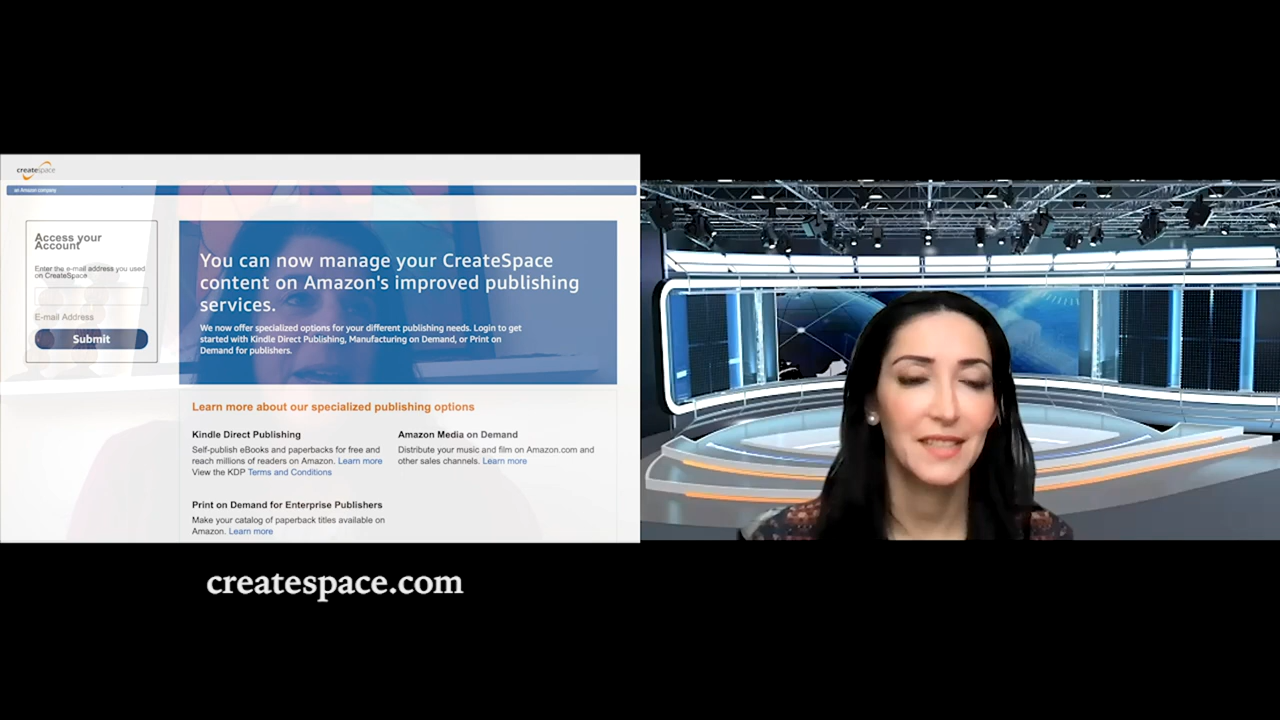 createspace
an Amazon company
Access your
Account
Enter the e-mail address you used
on CreateSpace
E-mail Address
Submit
You can now manage your CreateSpace
content on Amazon's improved publishing
services.
We now offer specialized options for your different publishing needs. Login to get
started with Kindle Direct Publishing, Manufacturing on Demand, or Print on
Demand for publishers.
Learn more about our specialized publishing options
Kindle Direct Publishing
Self-publish eBooks and paperbacks for free and
reach millions of readers on Amazon. Learn more
View the KDP Terms and Conditions
Amazon Media on Demand
Distribute your music and film on Amazon.com and
other sales channels. Learn more
Print on Demand for Enterprise Publishers
Make your catalog of paperback titles available on
Amazon. Learn more
createspace.com